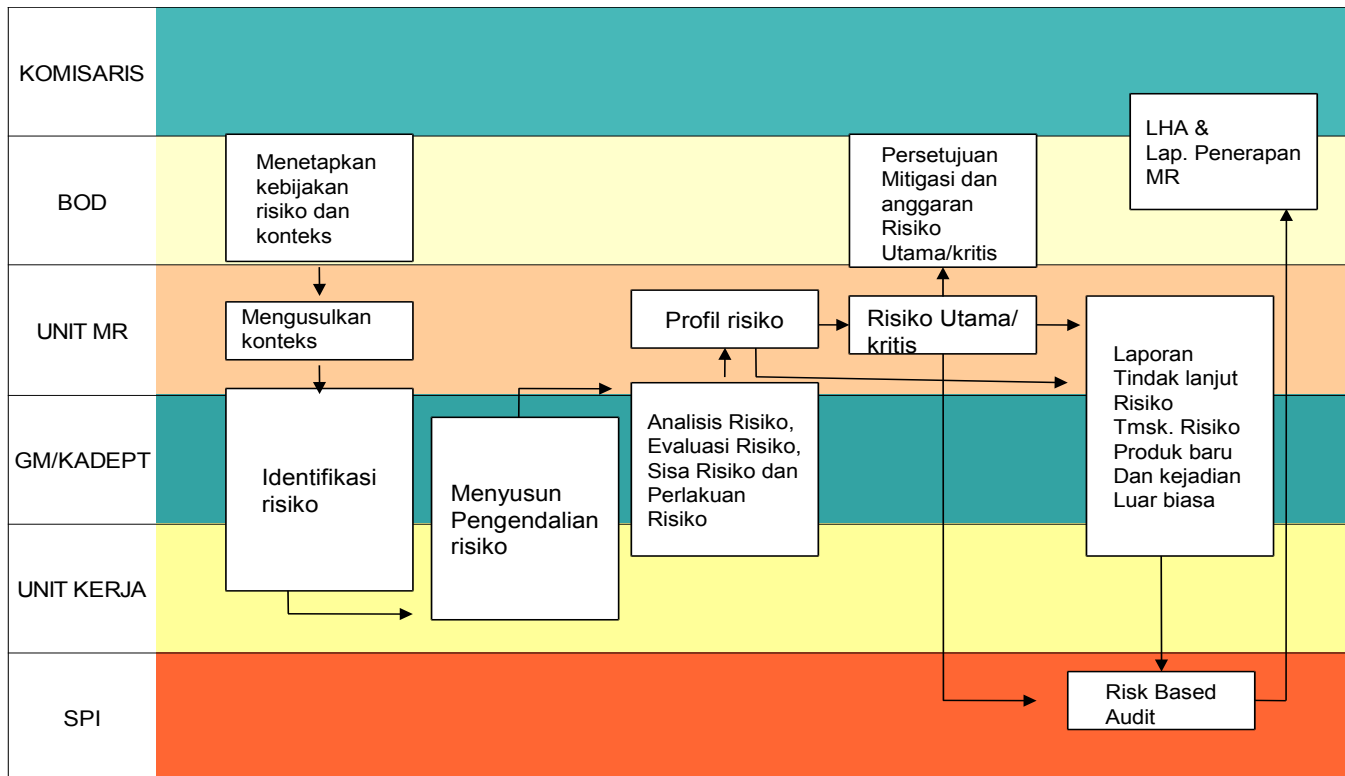 KOMISARIS
LHA &
Lap. Penerapan
MR
BOD
Menetapkan
kebijakan
risiko dan
konteks
Persetujuan
Mitigasi dan
anggaran
Risiko
Utama/kritis
UNIT MR
Mengusulkan
konteks
Profil risiko
Risiko Utama/
kritis
Laporan
Tindak lanjut
Risiko
Tmsk. Risiko
Produk baru
Dan kejadian
Luar biasa
GM/KADEPT
Identifikasi
risiko
Menyusun
Pengendalian
risiko
Analisis Risiko,
Evaluasi Risiko,
Sisa Risiko dan
Perlakuan
Risiko
UNIT KERJA
SPI
Risk Based
Audit